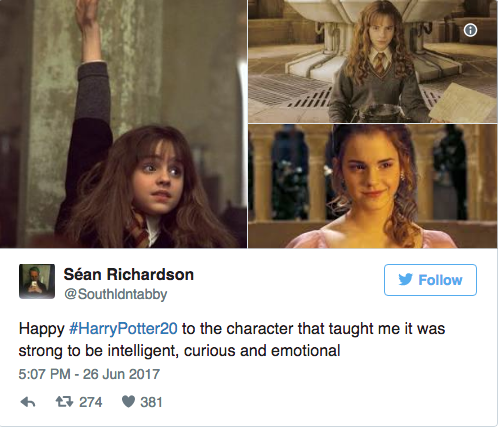 Séan Richardson
@Southldntabby
Follow
Happy #HarryPotter20 to the character that taught me it was
strong to be intelligent, curious and emotional
5:07 PM - 26 Jun 2017
274
381